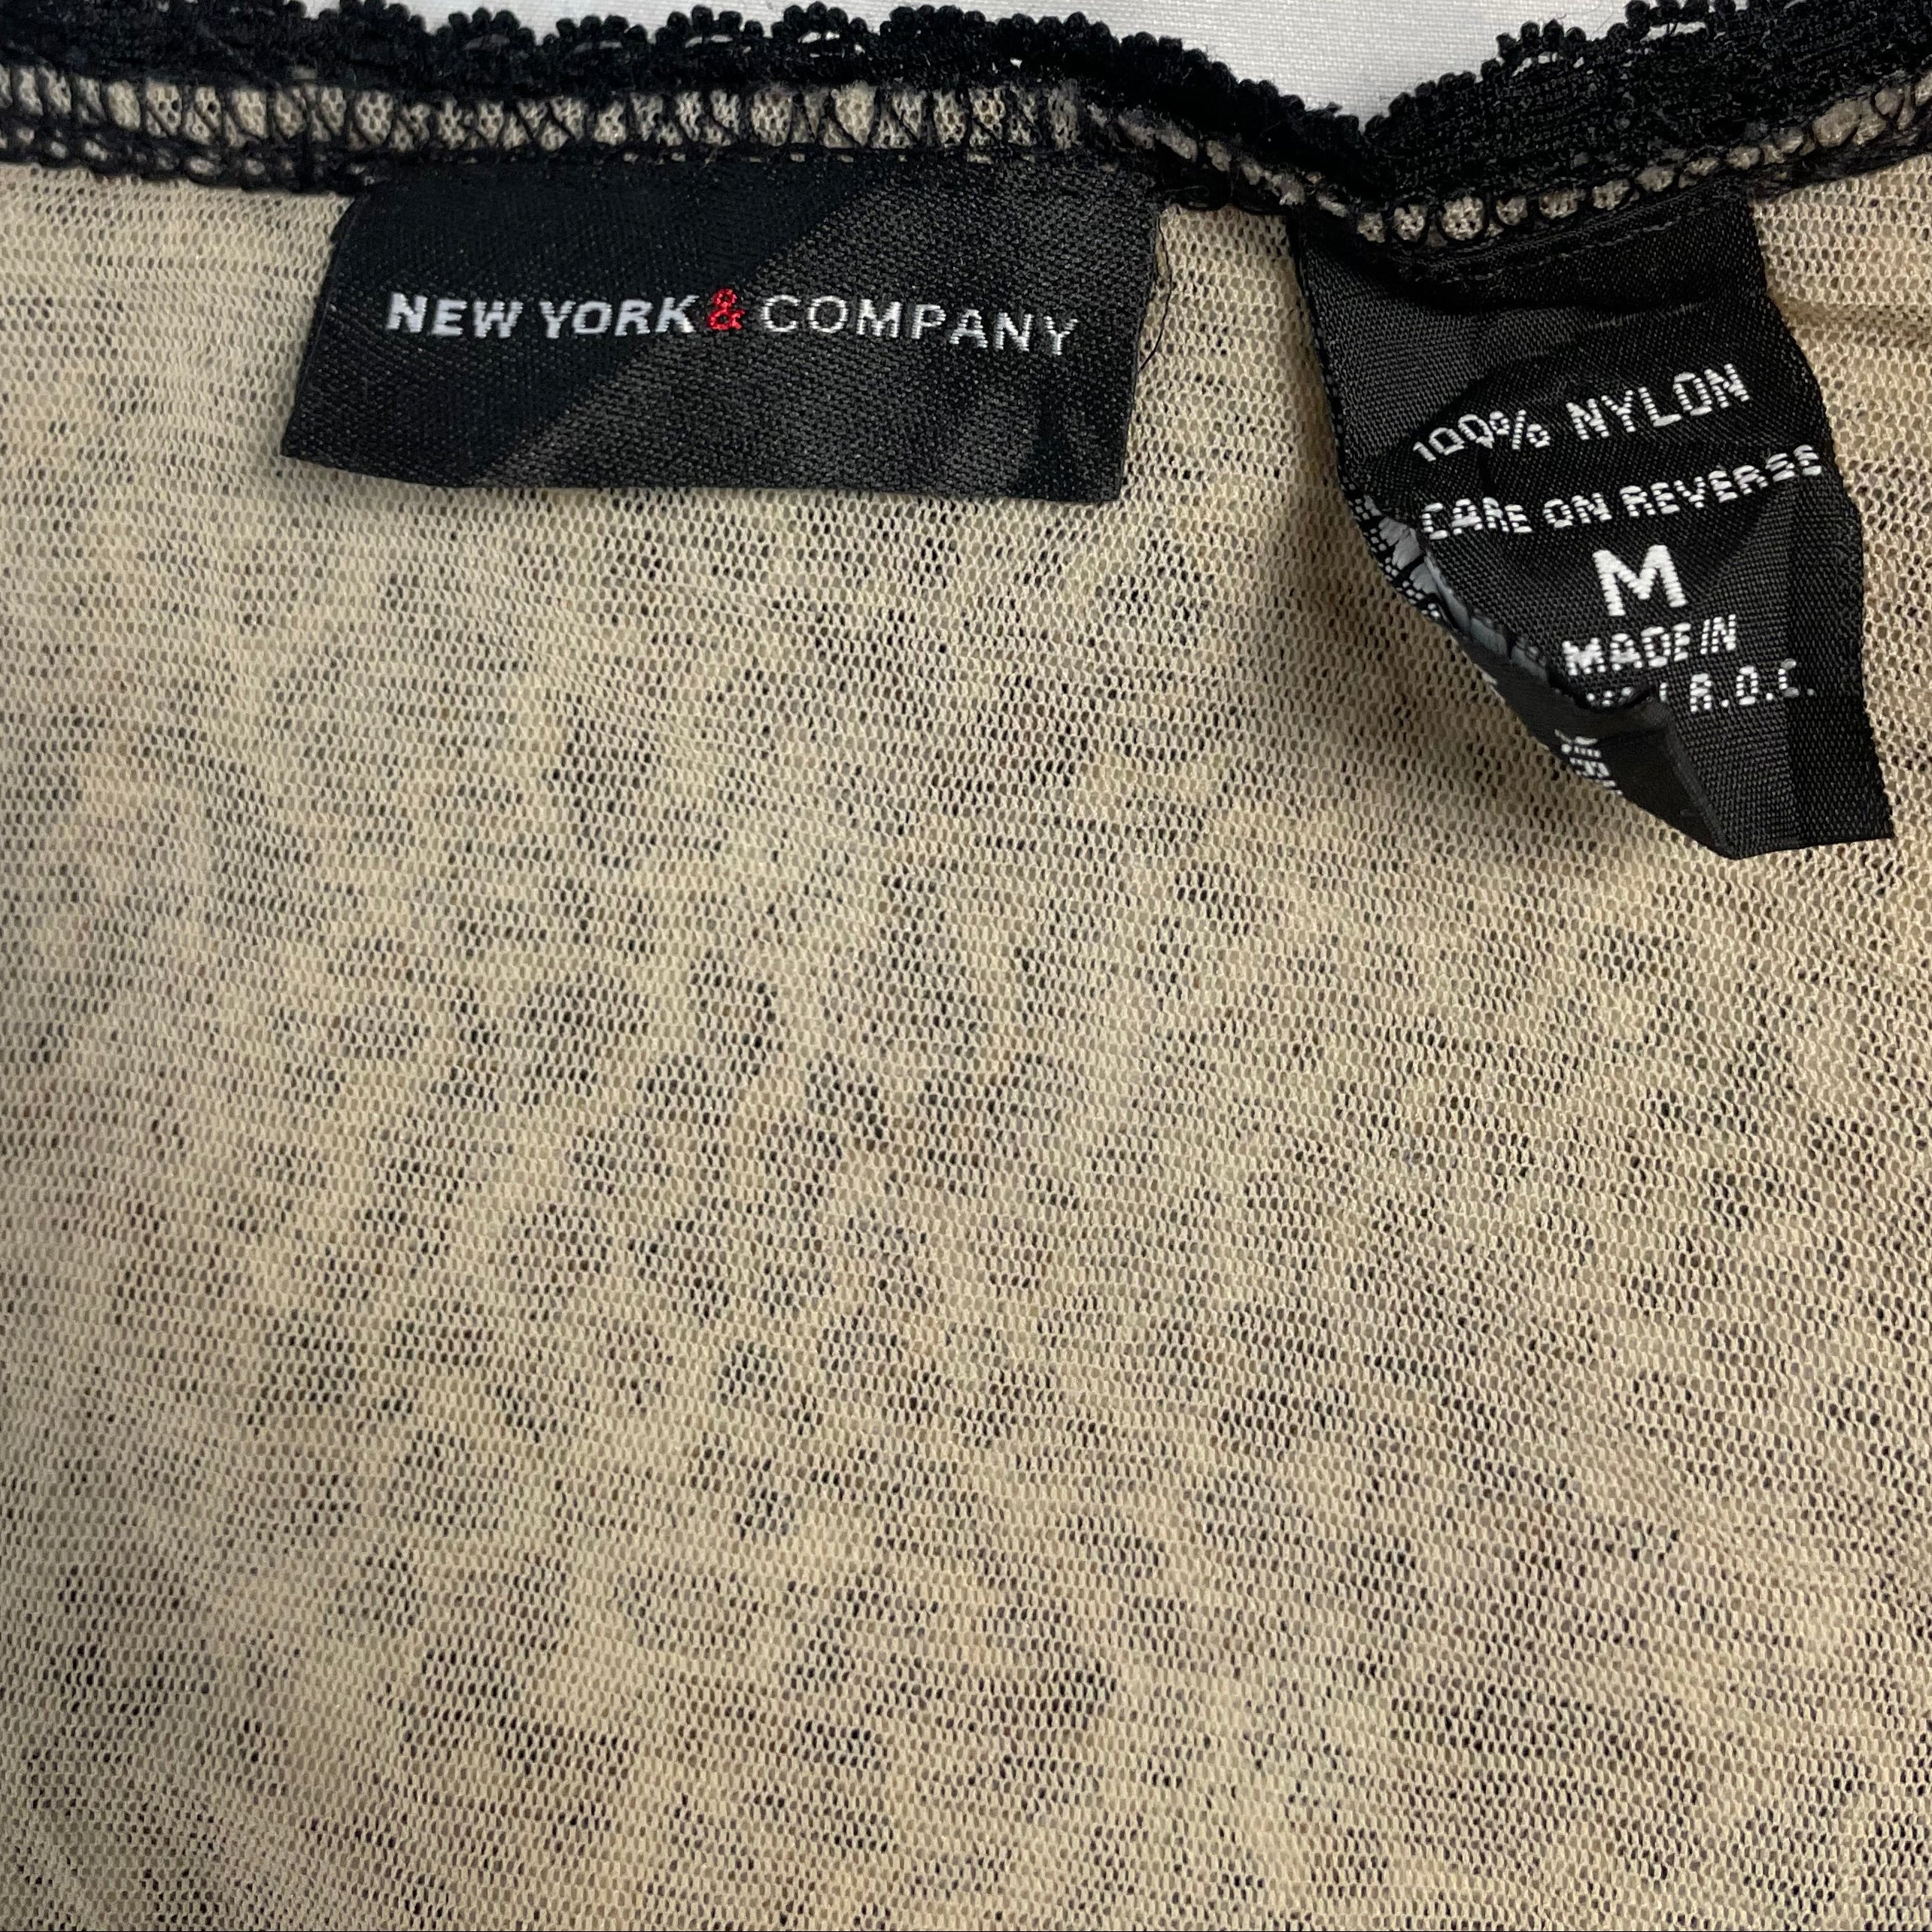 NEW YORK & COMPANY
100% NYLON
CARE ON REVERSE
M
MADE IN
R.O.C.